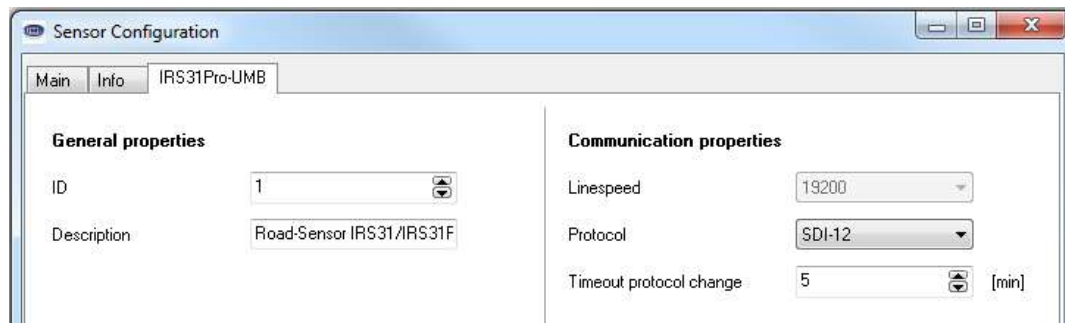 Sensor Configuration
Main Info IRS31Pro-UMB
General properties
ID 1
Description Road-Sensor IRS31/IRS31F
Communication properties
Linespeed 19200
Protocol SDI-12
Timeout protocol change 5 [min]